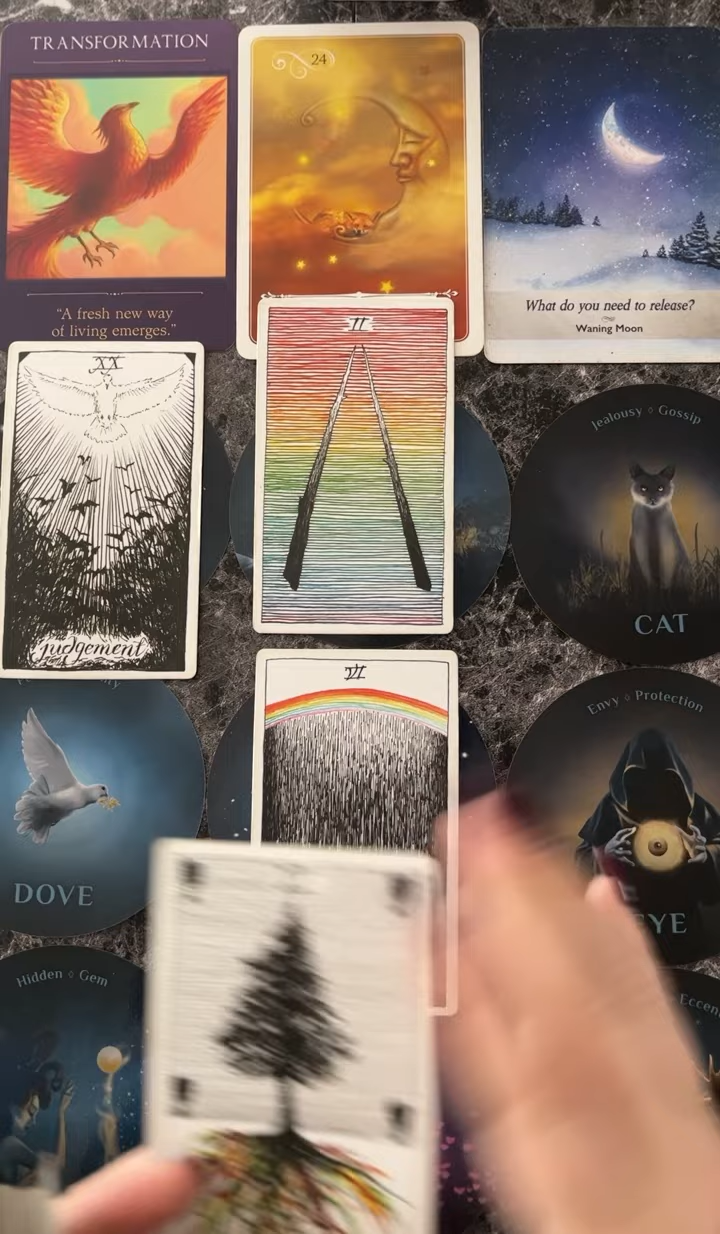 TRANSFORMATION
"A fresh new way
of living emerges."
24
What do you need to release?
Waning Moon
XX
judgement
II
Jealousy ◊ Gossip
CAT
VI
Envy ◊ Protection
EYE
DOVE
Hidden ◊ Gem